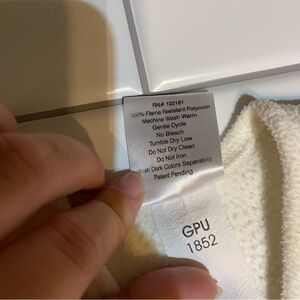 RN# 102181
100% Flame Resistant Polyester
Machine Wash Warm
Gentle Cycle
No Bleach
Tumble Dry Low
Do Not Dry Clean
Do Not Iron
Wash Dark Colors Separately
Patent Pending
GPU
1852